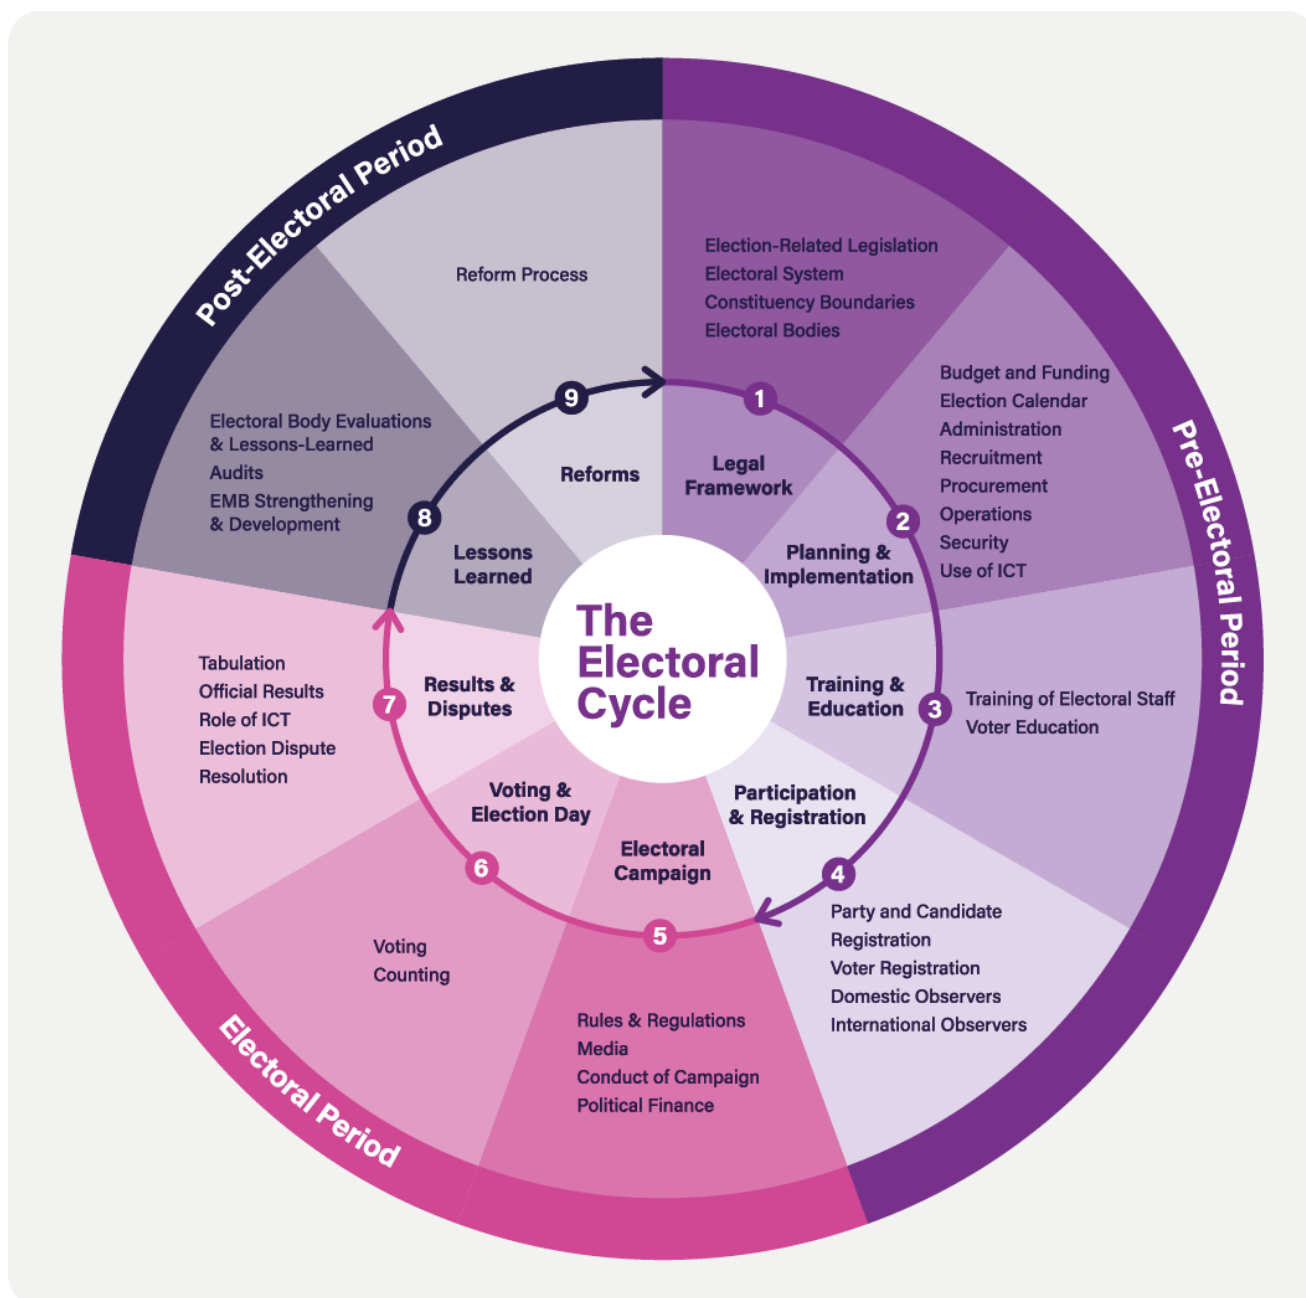 The
Electoral
Cycle
Pre-Electoral Period
1
Legal
Framework
Election-Related Legislation
Electoral System
Constituency Boundaries
Electoral Bodies
2
Planning &
Implementation
Budget and Funding
Election Calendar
Administration
Recruitment
Procurement
Operations
Security
Use of ICT
3
Training &
Education
Training of Electoral Staff
Voter Education
4
Participation
& Registration
Party and Candidate
Registration
Voter Registration
Domestic Observers
International Observers
Electoral Period
5
Electoral
Campaign
Rules & Regulations
Media
Conduct of Campaign
Political Finance
6
Voting &
Election Day
Voting
Counting
7
Results &
Disputes
Tabulation
Official Results
Role of ICT
Election Dispute
Resolution
Post-Electoral Period
8
Lessons
Learned
Electoral Body Evaluations
& Lessons-Learned
Audits
EMB Strengthening
& Development
9
Reforms
Reform Process